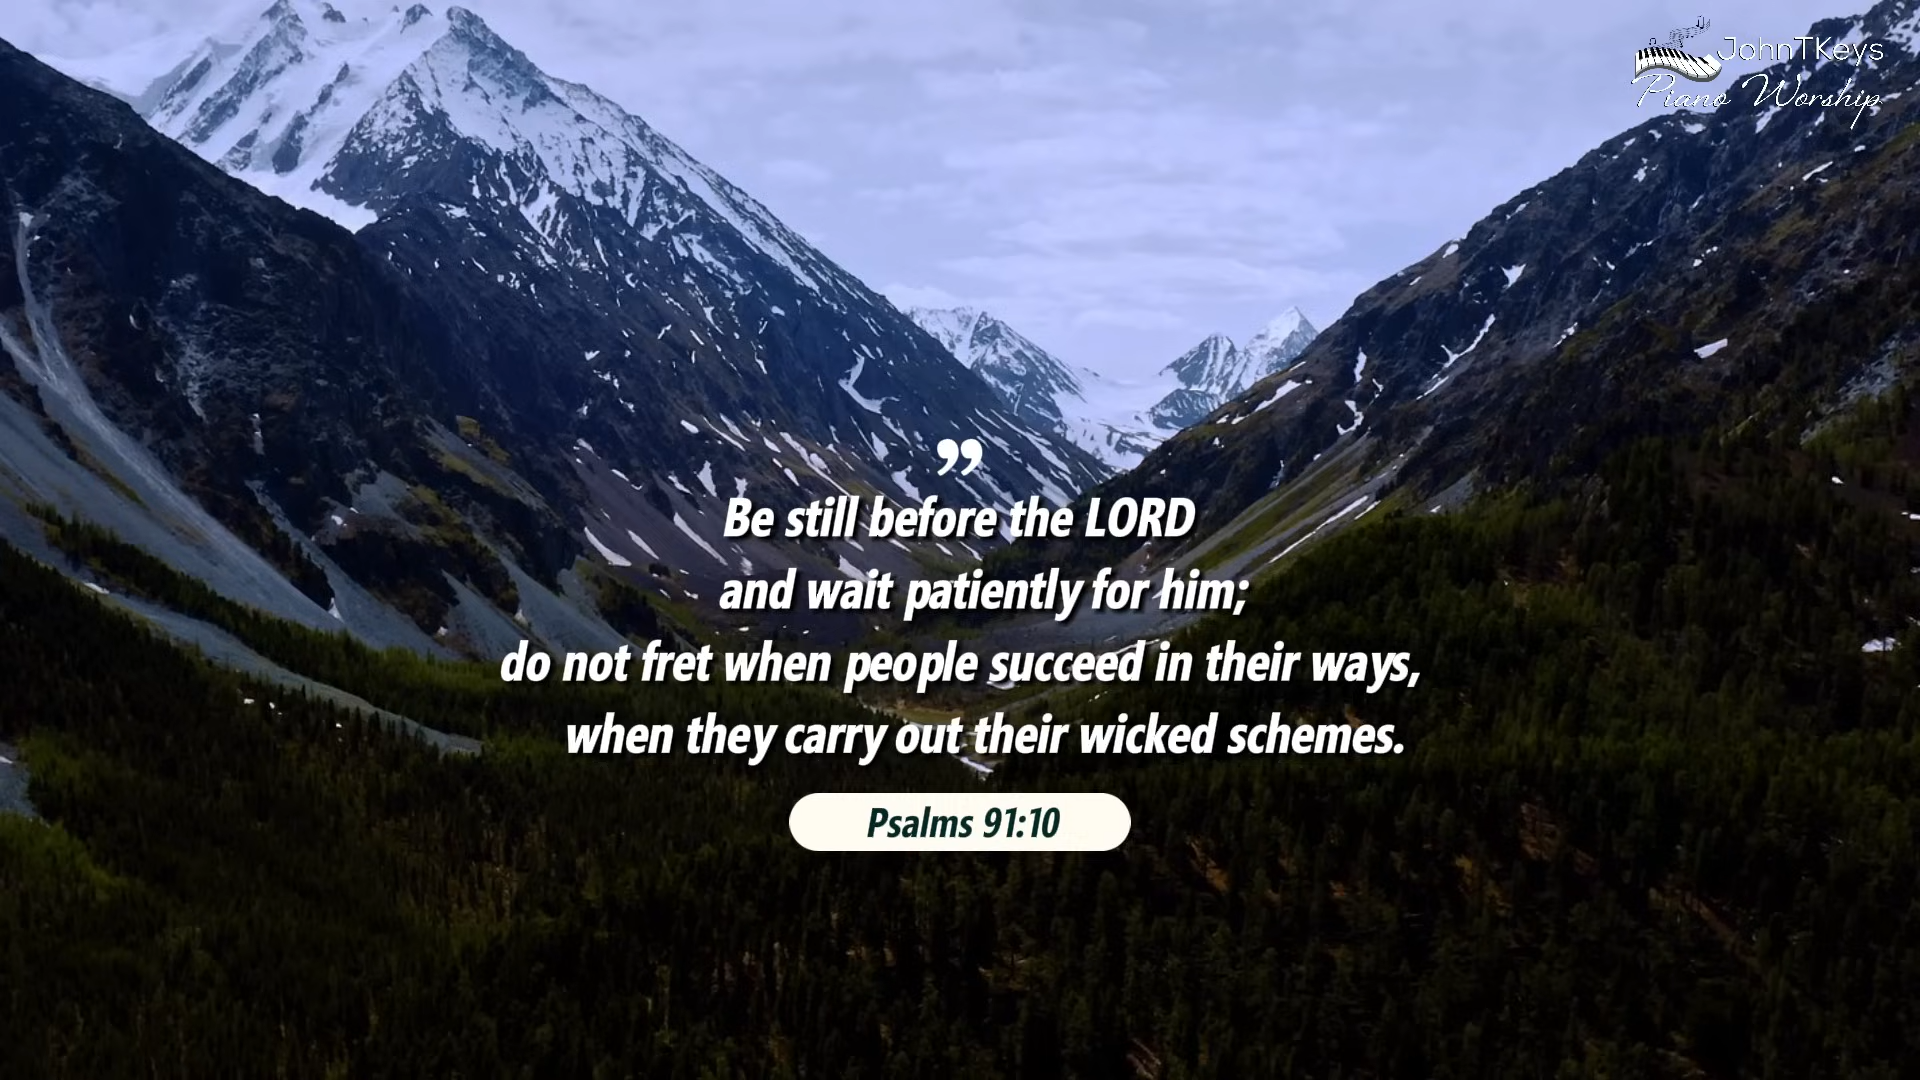 JohnTKeys
Piano Worship
”
Be still before the LORD
and wait patiently for him;
do not fret when people succeed in their ways,
when they carry out their wicked schemes.
Psalms 91:10